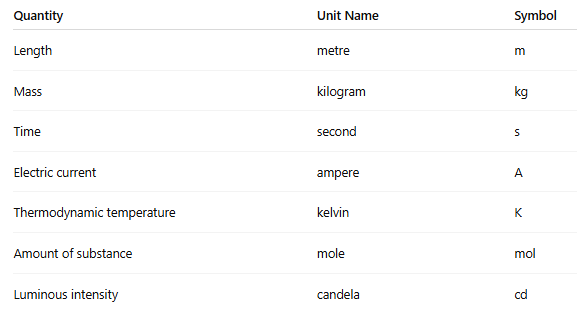 Quantity Unit Name Symbol
Length metre m
Mass kilogram kg
Time second s
Electric current ampere A
Thermodynamic temperature kelvin K
Amount of substance mole mol
Luminous intensity candela cd